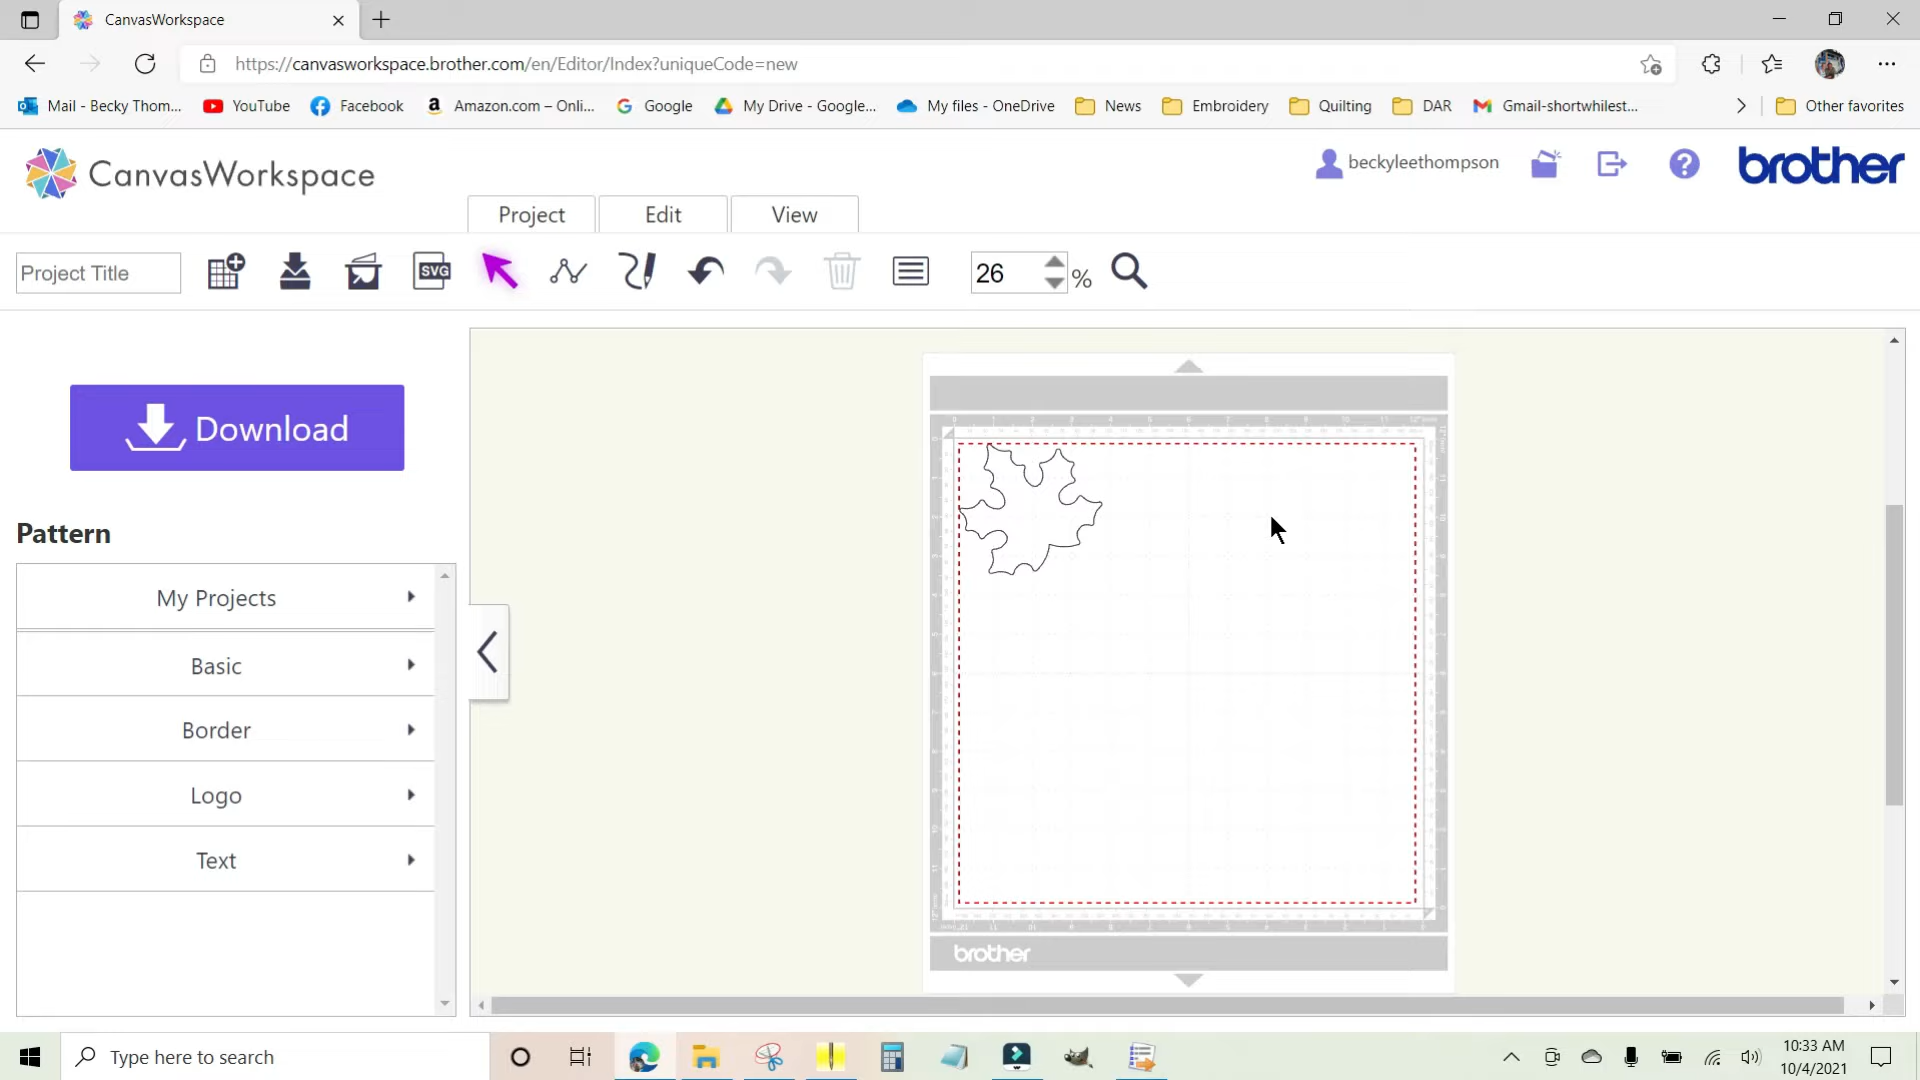 CanvasWorkspace
https://canvasworkspace.brother.com/en/Editor/Index?uniqueCode=new
Mail - Becky Thom... YouTube Facebook Amazon.com – Onli... Google My Drive - Google... My files - OneDrive News Embroidery Quilting DAR Gmail-shortwhilest... Other favorites
CanvasWorkspace
beckyleethompson
brother
Project Edit View
Project Title
SVG
26 %
Download
Pattern
My Projects
Basic
Border
Logo
Text
brother
Type here to search
10:33 AM
10/4/2021